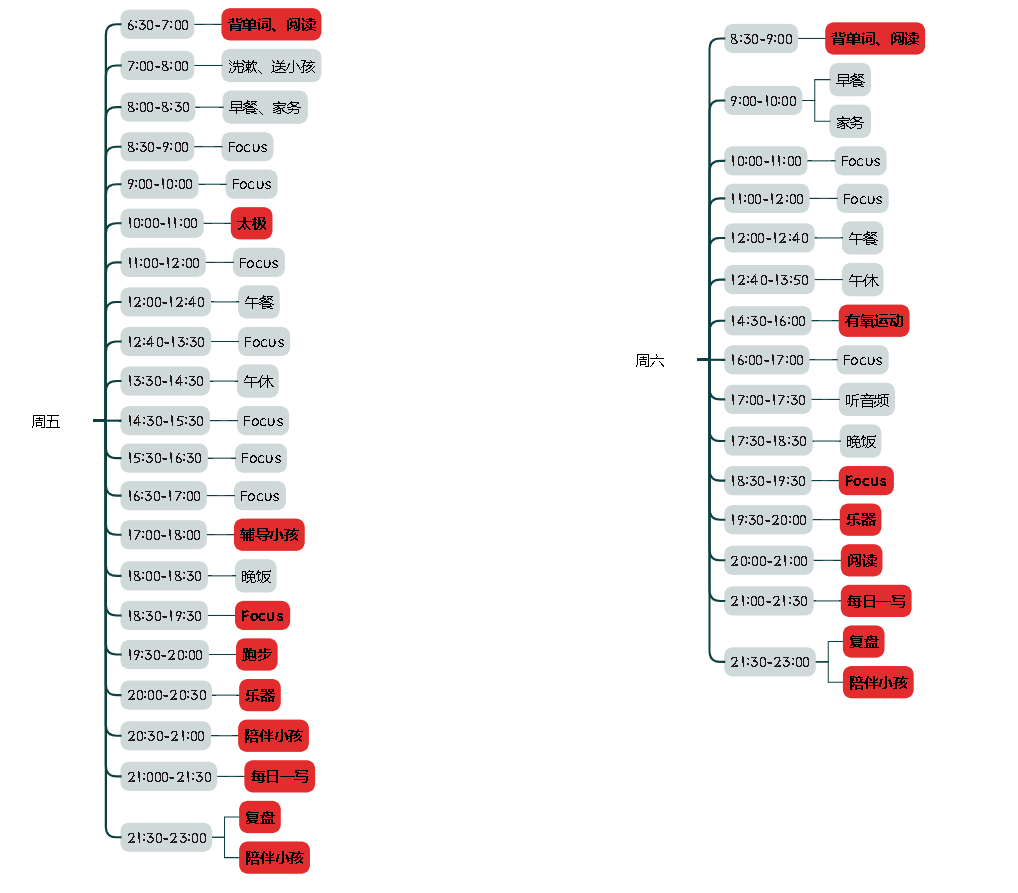 周五
6:30-7:00 背单词、阅读
7:00-8:00 洗漱、送小孩
8:00-8:30 早餐、家务
8:30-9:00 Focus
9:00-10:00 Focus
10:00-11:00 太极
11:00-12:00 Focus
12:00-12:40 午餐
12:40-13:30 Focus
13:30-14:30 午休
14:30-15:30 Focus
15:30-16:30 Focus
16:30-17:00 Focus
17:00-18:00 辅导小孩
18:00-18:30 晚饭
18:30-19:30 Focus
19:30-20:00 跑步
20:00-20:30 乐器
20:30-21:00 陪伴小孩
21:000-21:30 每日一写
21:30-23:00 复盘
陪伴小孩
周六
8:30-9:00 背单词、阅读
9:00-10:00 早餐
家务
10:00-11:00 Focus
11:00-12:00 Focus
12:00-12:40 午餐
12:40-13:50 午休
14:30-16:00 有氧运动
16:00-17:00 Focus
17:00-17:30 听音频
17:30-18:30 晚饭
18:30-19:30 Focus
19:30-20:00 乐器
20:00-21:00 阅读
21:00-21:30 每日一写
21:30-23:00 复盘
陪伴小孩